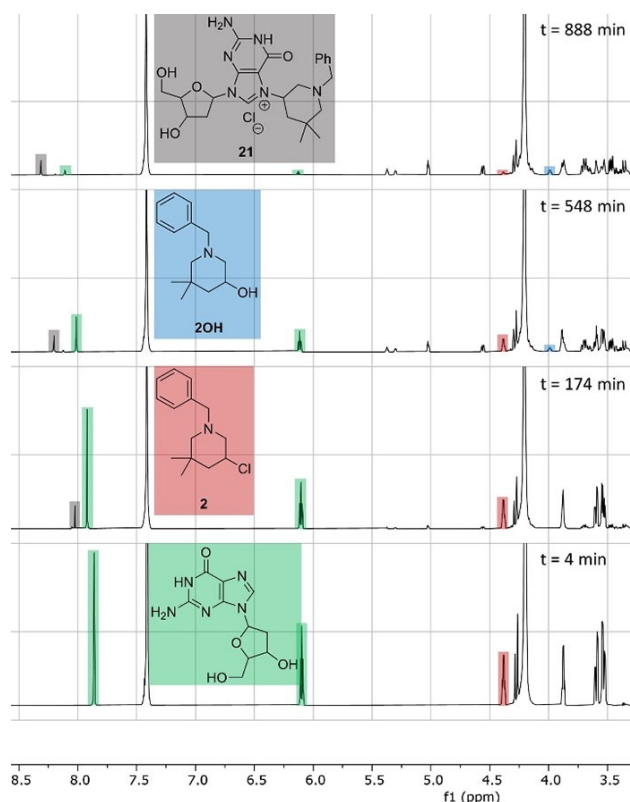 t = 888 min
H₂N
NH
N
O
N
N
N
⊕
Ph
N
OH
O
OH
Cl
⊖
21
t = 548 min
N
OH
2OH
t = 174 min
N
Cl
2
t = 4 min
O
HN
N
H₂N
N
N
O
OH
HO
8.5 8.0 7.5 7.0 6.5 6.0 5.5 5.0 4.5 4.0 3.5
f1 (ppm)